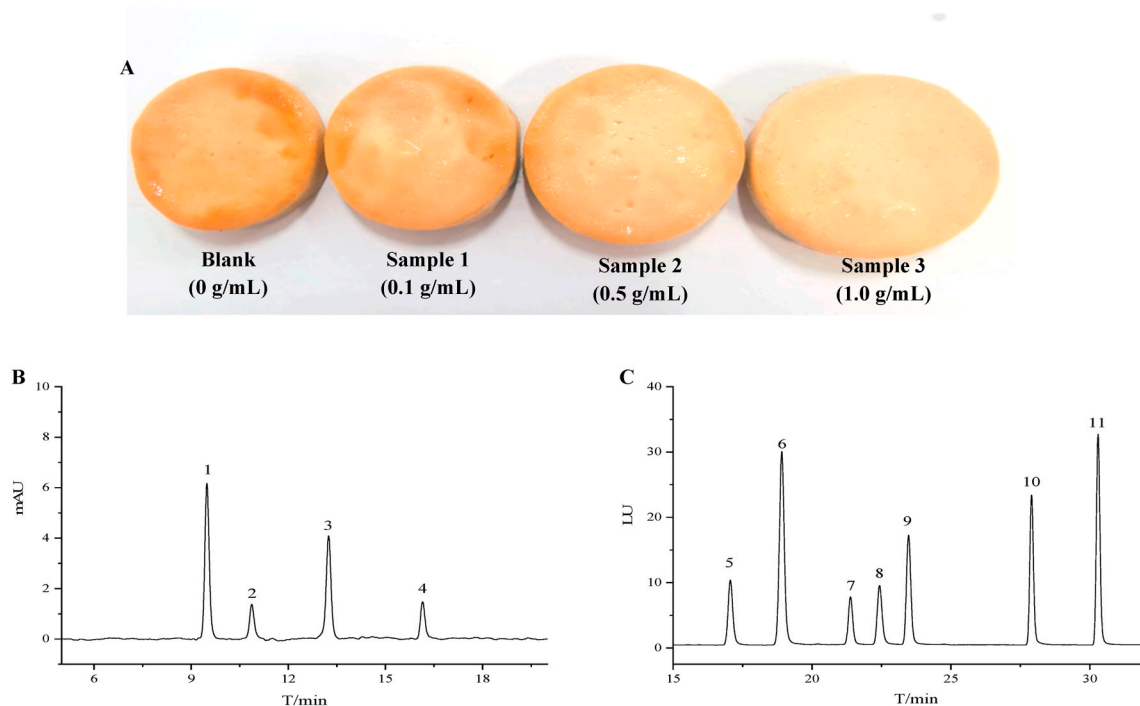 A
Blank
(0 g/mL)
Sample 1
(0.1 g/mL)
Sample 2
(0.5 g/mL)
Sample 3
(1.0 g/mL)
B
10
8
6
4
2
0
mAU
1
2
3
4
6
9
12
15
18
T/min
C
40
30
20
10
0
LU
5
6
7
8
9
10
11
15
20
25
30
T/min